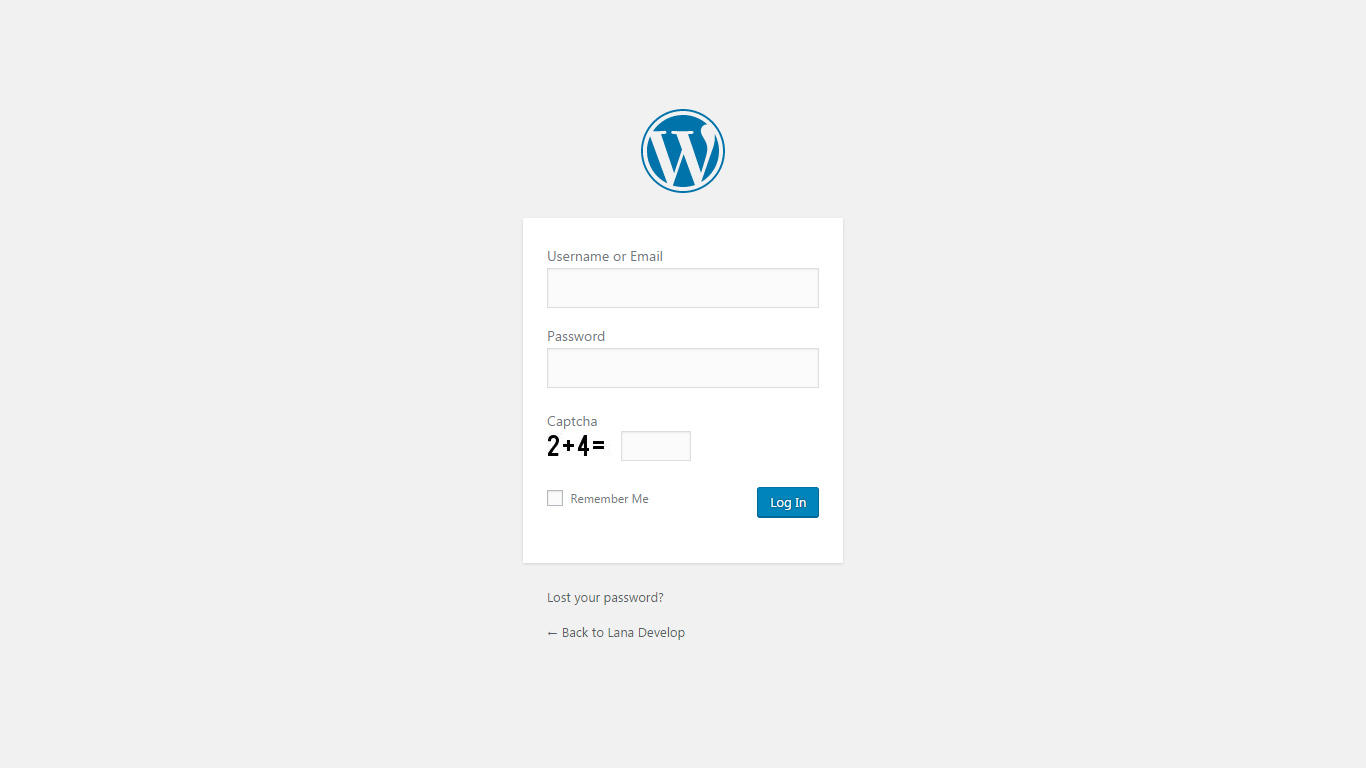 Username or Email
Password
Captcha
2+4=
Remember Me
Log In
Lost your password?
← Back to Lana Develop